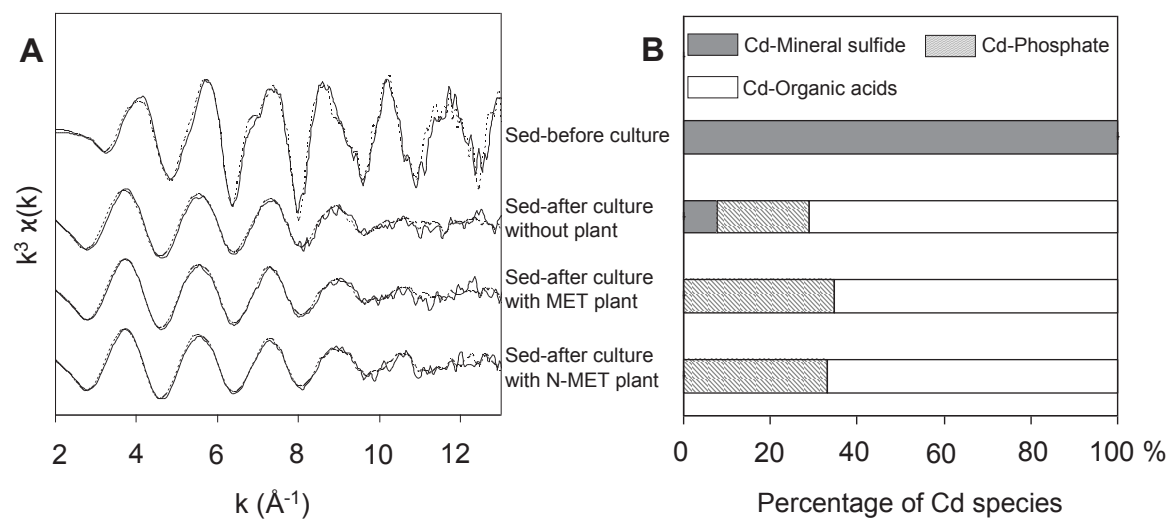 A
k³ χ(k)
Sed-before culture
Sed-after culture
without plant
Sed-after culture
with MET plant
Sed-after culture
with N-MET plant
2 4 6 8 10 12
k (Å⁻¹)
B
Cd-Mineral sulfide Cd-Phosphate
Cd-Organic acids
0 20 40 60 80 100 %
Percentage of Cd species